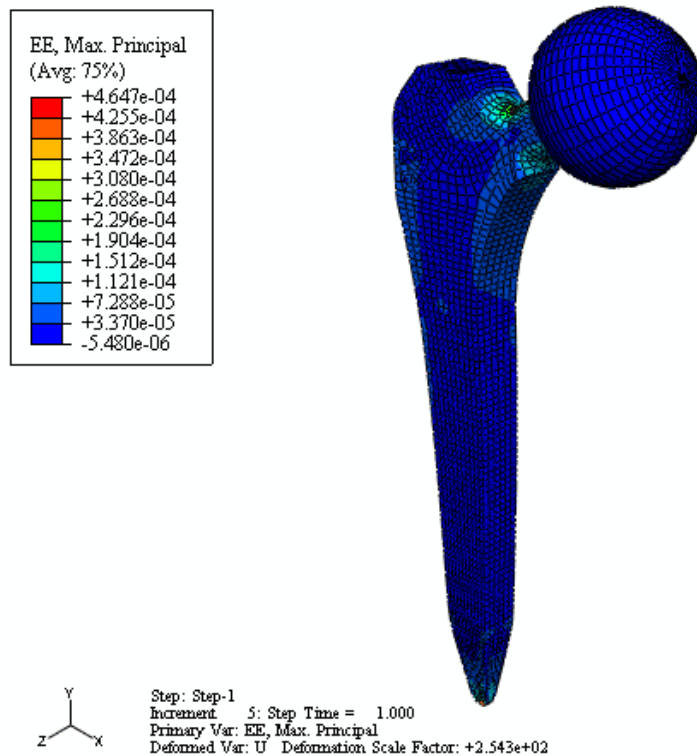 EE, Max. Principal
(Avg: 75%)
+4.647e-04
+4.255e-04
+3.863e-04
+3.472e-04
+3.080e-04
+2.688e-04
+2.296e-04
+1.904e-04
+1.512e-04
+1.121e-04
+7.288e-05
+3.370e-05
-5.480e-06
Y
Z X
Step: Step-1
Increment 5: Step Time = 1.000
Primary Var: EE, Max. Principal
Deformed Var: U Deformation Scale Factor: +2.543e+02